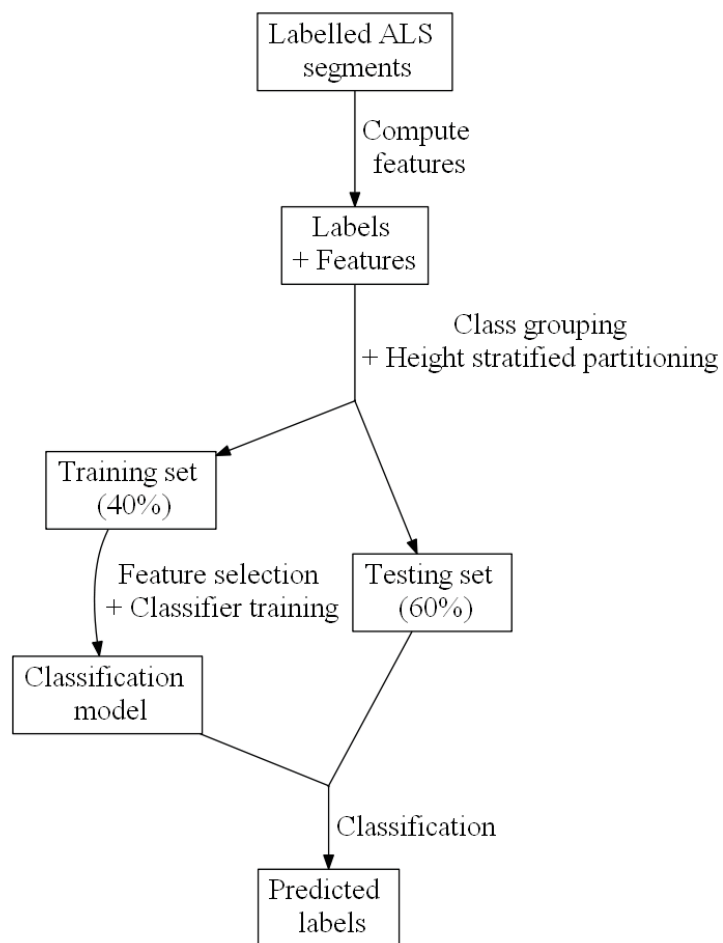 Labelled ALS
segments
Compute
features
Labels
+ Features
Class grouping
+ Height stratified partitioning
Training set
(40%)
Feature selection
+ Classifier training
Testing set
(60%)
Classification
model
Classification
Predicted
labels